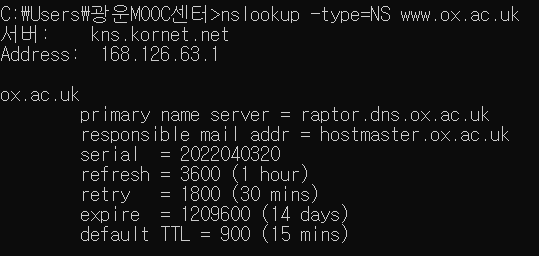 C:\Users\광운MOOC센터>nslookup -type=NS www.ox.ac.uk
서버:    kns.kornet.net
Address:  168.126.63.1

ox.ac.uk
        primary name server = raptor.dns.ox.ac.uk
        responsible mail addr = hostmaster.ox.ac.uk
        serial  = 2022040320
        refresh = 3600 (1 hour)
        retry   = 1800 (30 mins)
        expire  = 1209600 (14 days)
        default TTL = 900 (15 mins)